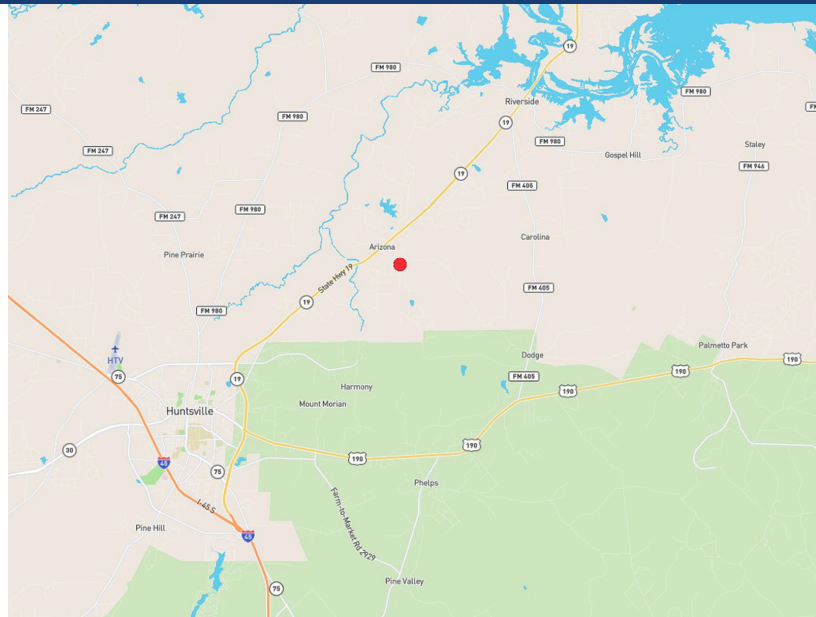 19
FM 980
FM 980
Riverside
FM 247
FM 980
19
FM 980
Staley
FM 247
Gospel Hill
FM 946
19
FM 405
FM 980
FM 247
Carolina
Arizona
Pine Prairie
State Hwy 19
FM 405
19
FM 980
Palmetto Park
Dodge
190
HTV
190
75
19
FM 405
Harmony
190
Mount Morian
Huntsville
190
30
190
45
75
Phelps
Farm-to-Market Rd 2929
I-45 S
Pine Hill
45
Pine Valley
75